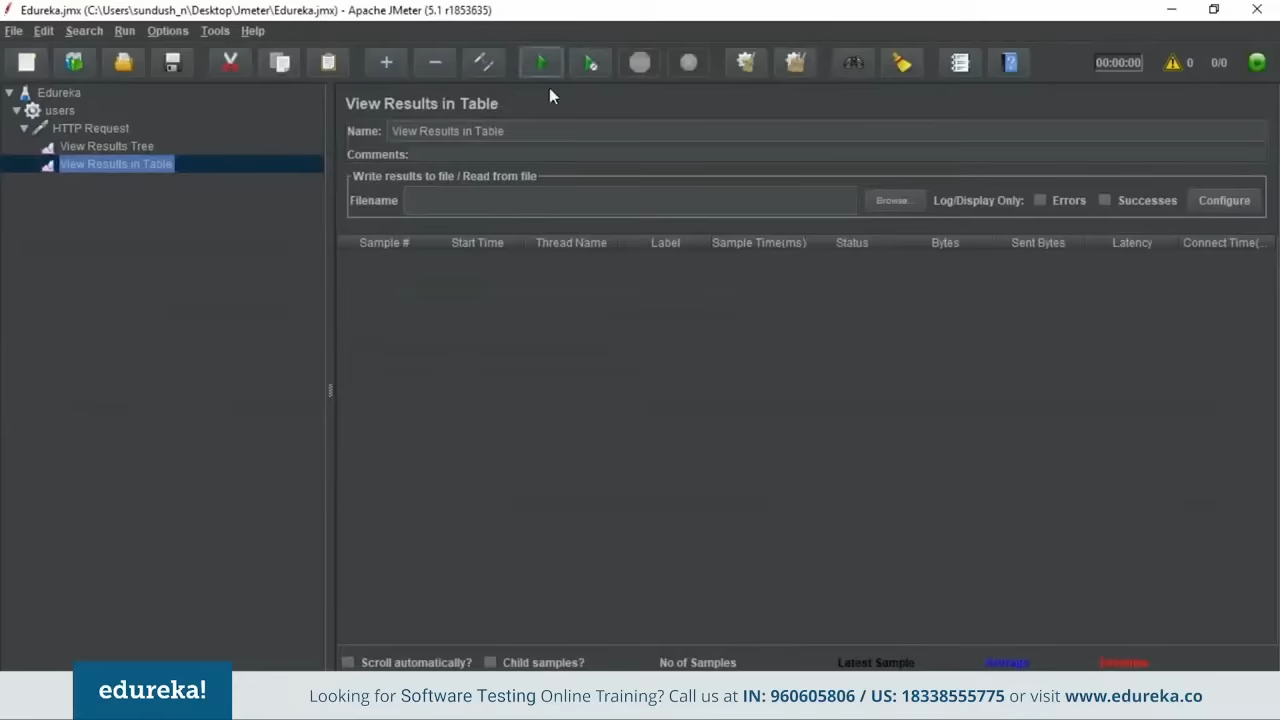 Edureka.jmx (C:\Users\sundush_n\Desktop\Jmeter\Edureka.jmx) - Apache JMeter (5.1 r1853635)
File Edit Search Run Options Tools Help
00:00:00 0 0/0
Edureka
users
HTTP Request
View Results Tree
View Results in Table
View Results in Table
Name: View Results in Table
Comments:
Write results to file / Read from file
Filename Browse... Log/Display Only: Errors Successes Configure
Sample # Start Time Thread Name Label Sample Time(ms) Status Bytes Sent Bytes Latency Connect Time(...
Scroll automatically? Child samples? No of Samples Latest Sample Average Deviation
edureka!
Looking for Software Testing Online Training? Call us at IN: 960605806 / US: 18338555775 or visit www.edureka.co